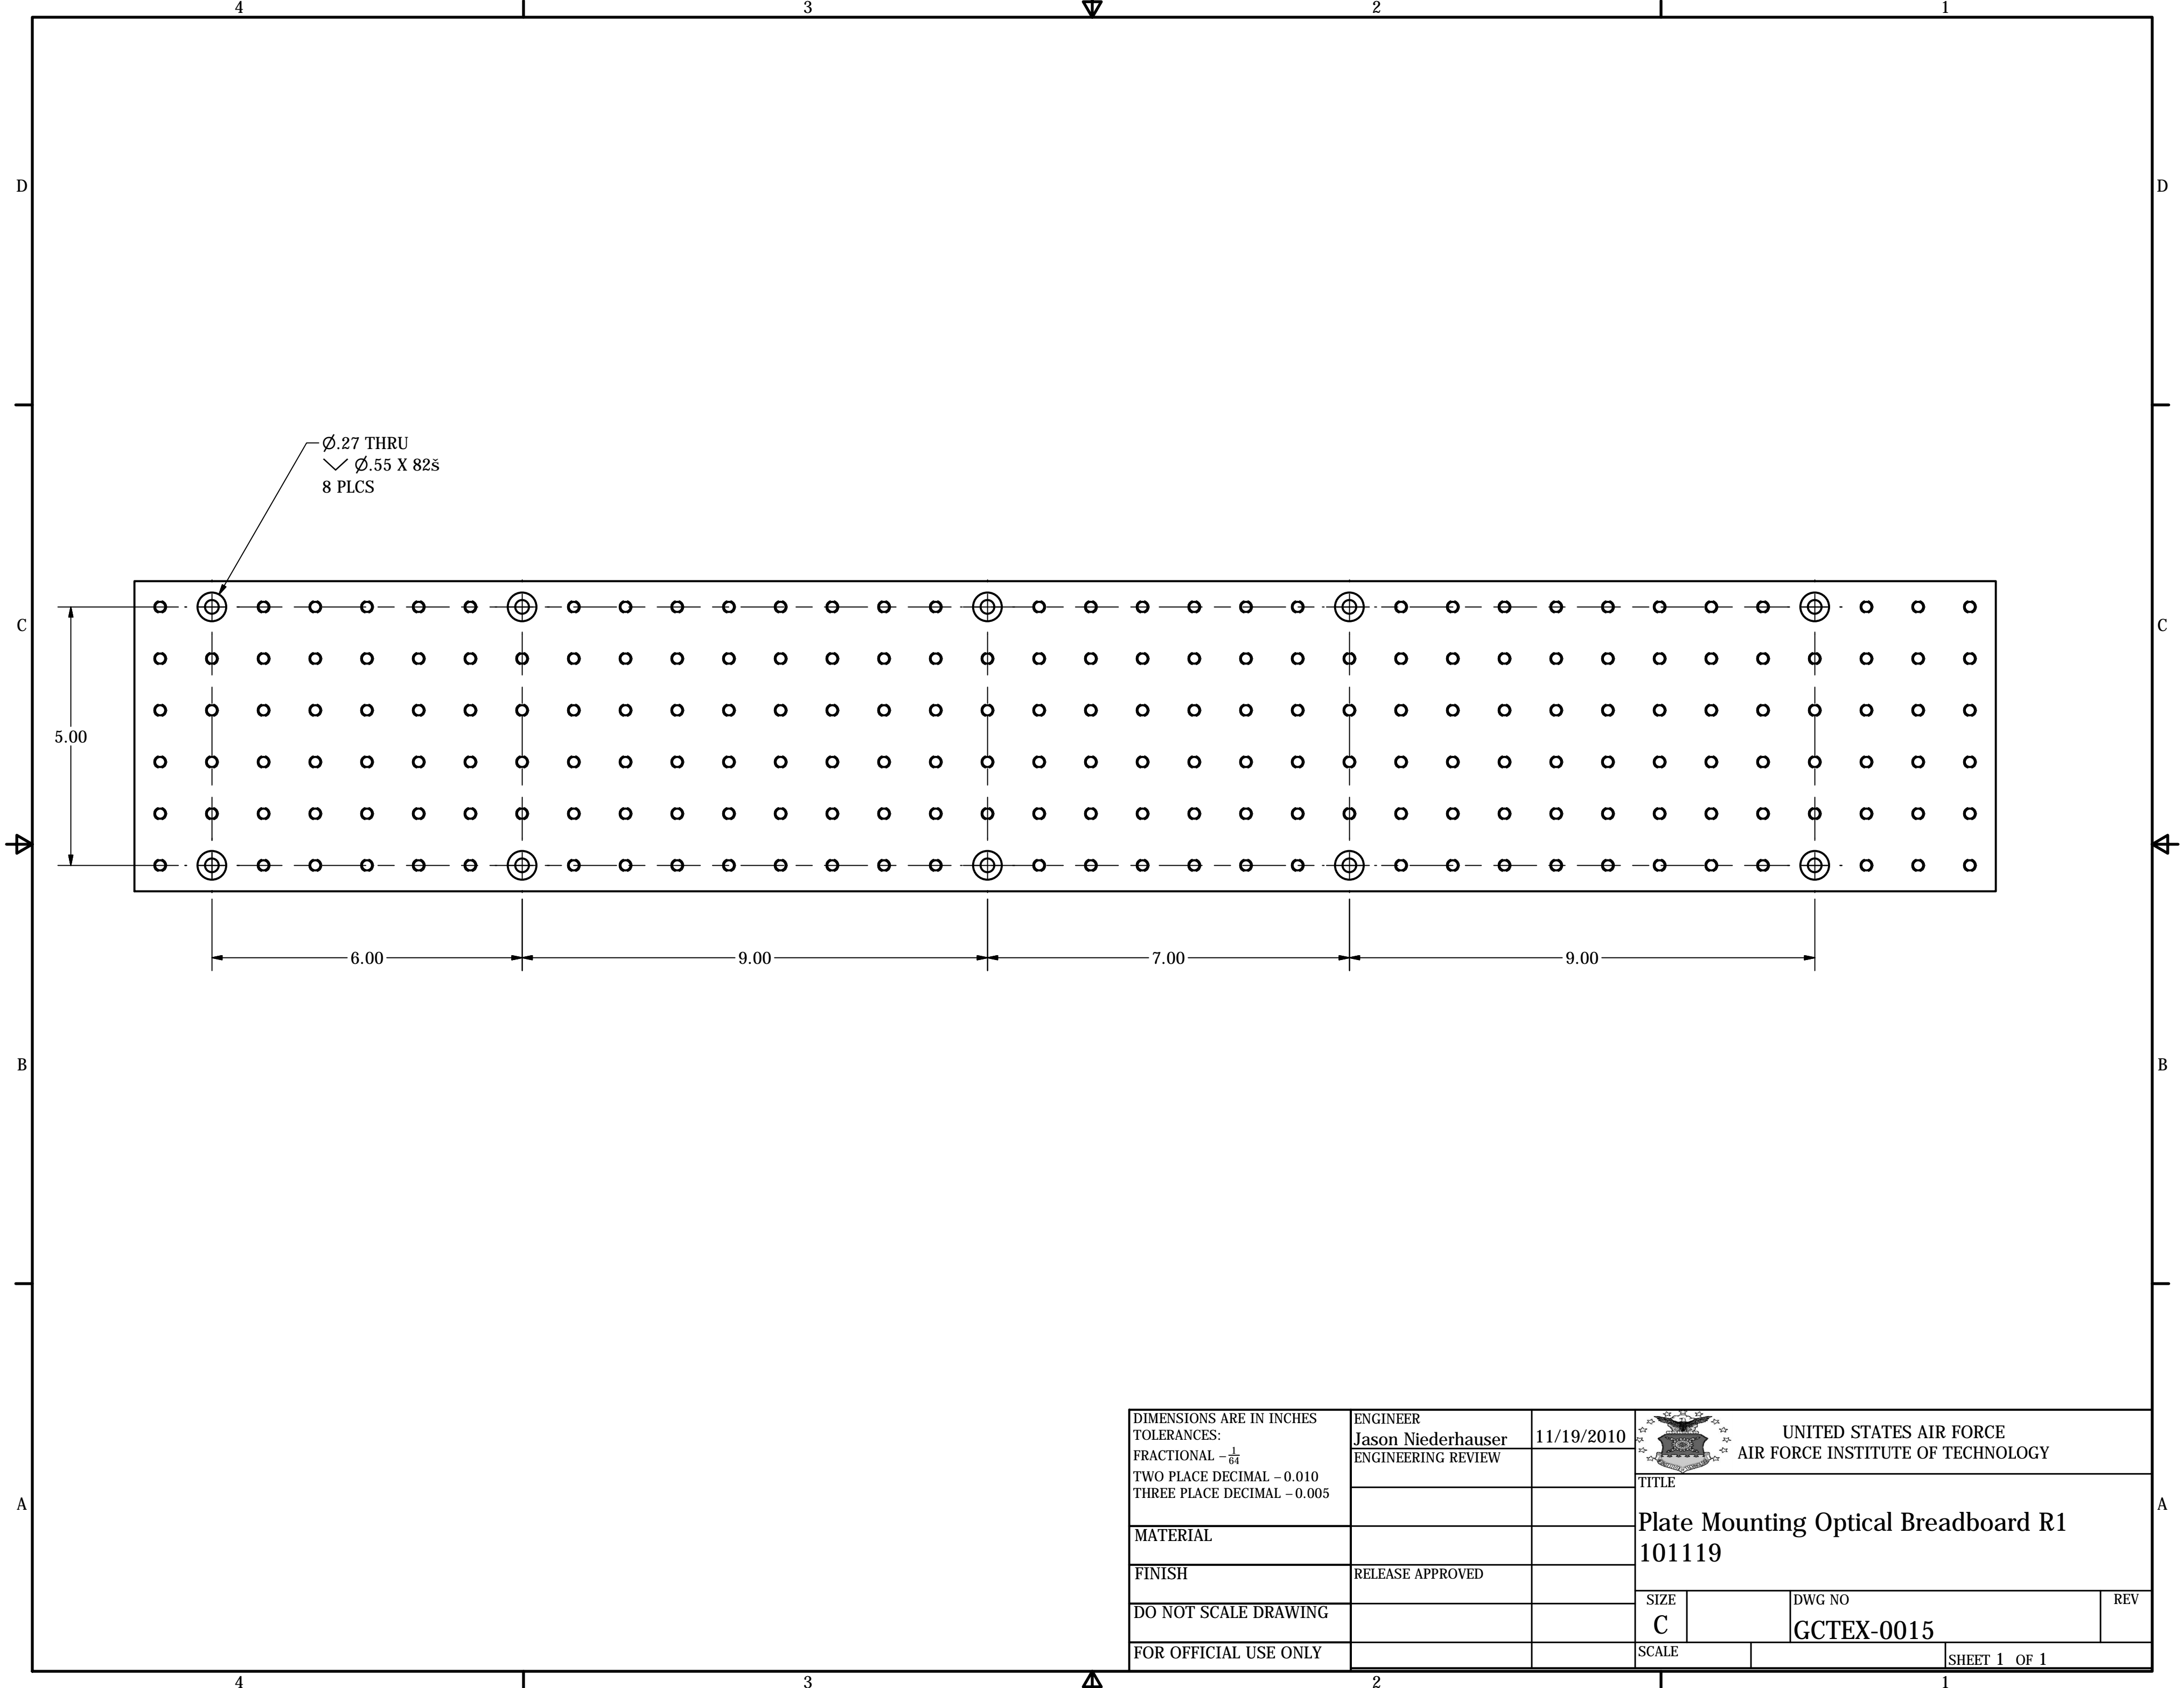 4 3 2 1
D D
Ø.27 THRU
Ø.55 X 82š
8 PLCS
C C
5.00
6.00 9.00 7.00 9.00
B B
DIMENSIONS ARE IN INCHES
TOLERANCES:
FRACTIONAL – 1/64
TWO PLACE DECIMAL – 0.010
THREE PLACE DECIMAL – 0.005
MATERIAL
FINISH
DO NOT SCALE DRAWING
FOR OFFICIAL USE ONLY
ENGINEER
Jason Niederhauser 11/19/2010
ENGINEERING REVIEW
RELEASE APPROVED
UNITED STATES AIR FORCE
AIR FORCE INSTITUTE OF TECHNOLOGY
TITLE
Plate Mounting Optical Breadboard R1
101119
SIZE
C
DWG NO
GCTEX-0015
REV
SCALE
SHEET 1 OF 1
A A
4 3 2 1